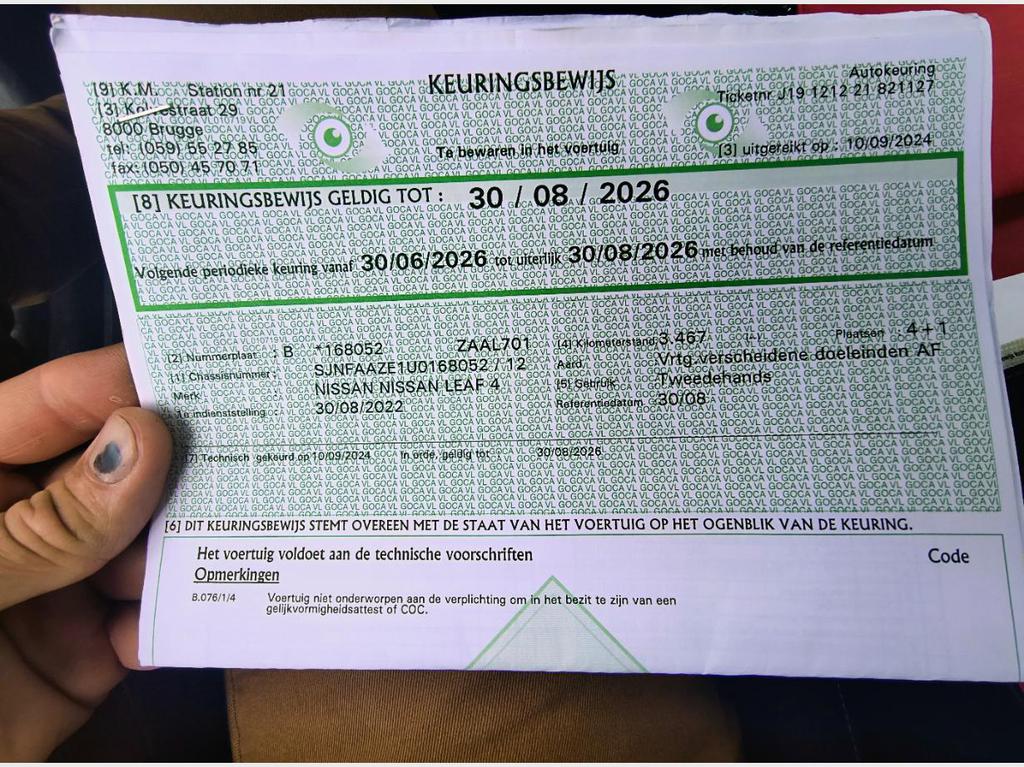 KEURINGSBEWIJS
[9] K.M. Station nr 21
[3] straat 29
8000 Brugge
tel: (059) 55 27 85
fax: (050) 45 70 71
Te bewaren in het voertuig
Autokeuring
Ticketnr J19 1212 21 821127
[3] uitgereikt op : 10/09/2024
[8] KEURINGSBEWIJS GELDIG TOT : 30 / 08 / 2026
Volgende periodieke keuring vanaf 30/06/2026 tot uiterlijk 30/08/2026 met behoud van de referentiedatum
[2] Nummerplaat : B *168052 ZAAL701 [4] Kilometerstand 3.467 Plaatsen 4+1
[1] Chassisnummer : SJNFAAZE1U0168052 / 12 Aard Vrtg.verscheidene doeleinden AF
Merk NISSAN NISSAN LEAF 4 [5] Gebruik Tweedehands
1e indienststelling : 30/08/2022 Referentiedatum 30/08
[7] Technisch gekeurd op 10/09/2024 In orde, geldig tot 30/08/2026
[6] DIT KEURINGSBEWIJS STEMT OVEREEN MET DE STAAT VAN HET VOERTUIG OP HET OGENBLIK VAN DE KEURING.
Het voertuig voldoet aan de technische voorschriften Code
Opmerkingen
B.076/1/4 Voertuig niet onderworpen aan de verplichting om in het bezit te zijn van een
gelijkvormigheidsattest of COC.